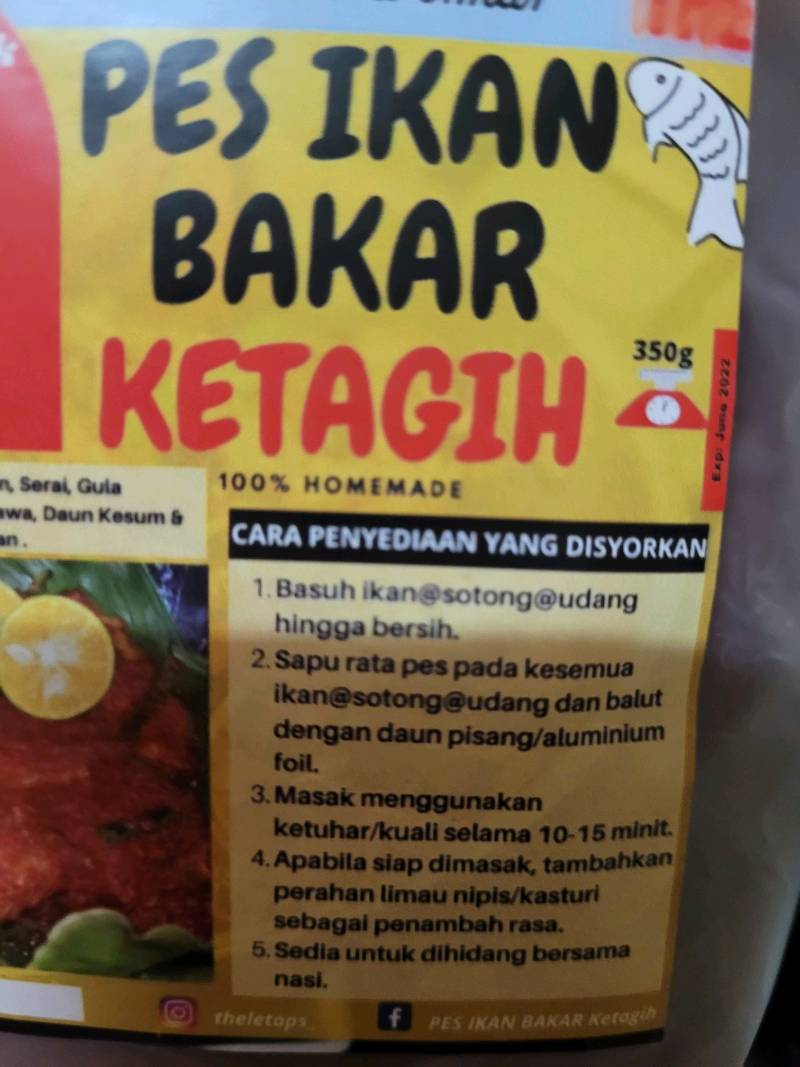 PES IKAN
BAKAR
KETAGIH
350g
Exp: June 2022
100% HOMEMADE
Serai, Gula
Daun Kesum &
CARA PENYEDIAAN YANG DISYORKAN
1. Basuh ikan@sotong@udang
hingga bersih.
2. Sapu rata pes pada kesemua
ikan@sotong@udang dan balut
dengan daun pisang/aluminium
foil.
3. Masak menggunakan
ketuhar/kuali selama 10-15 minit.
4. Apabila siap dimasak, tambahkan
perahan limau nipis/kasturi
sebagai penambah rasa.
5. Sedia untuk dihidang bersama
nasi.
theletops_
PES IKAN BAKAR Ketagih